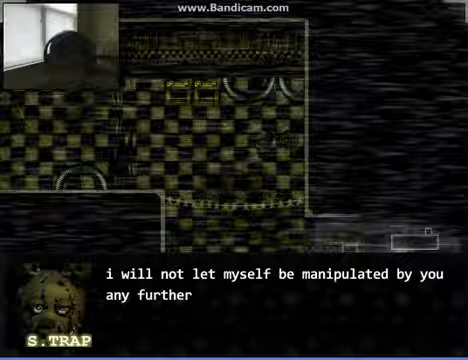 www.Bandicam.com
i will not let myself be manipulated by you
any further
S.TRAP